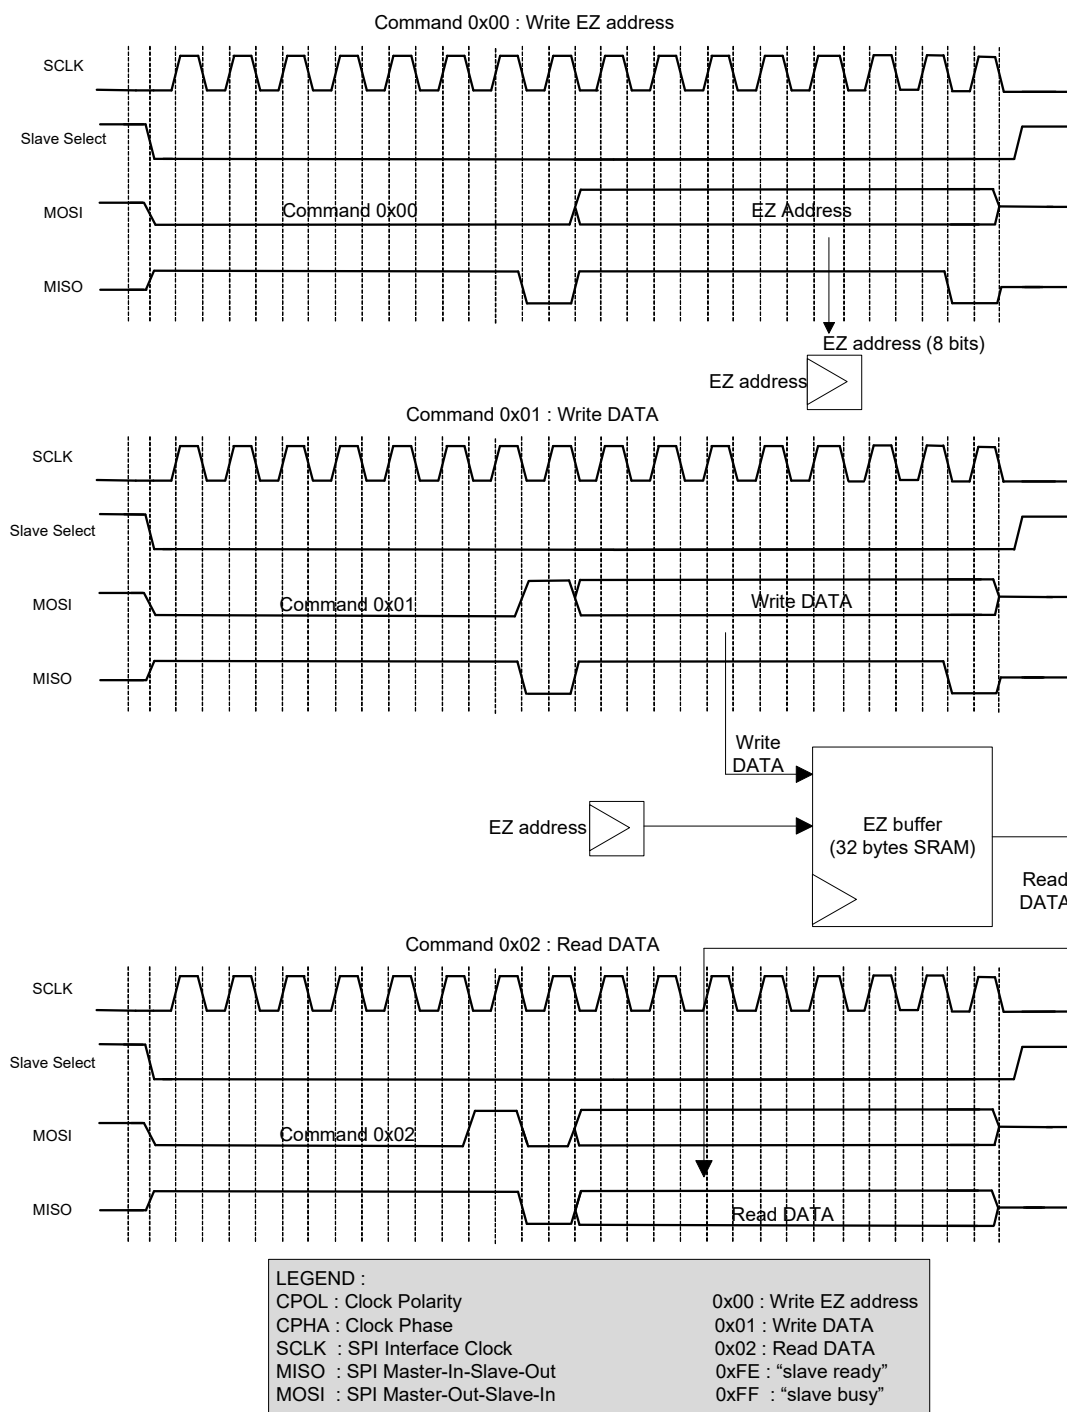 Command 0x00 : Write EZ address
SCLK
Slave Select
MOSI
Command 0x00
EZ Address
MISO
EZ address (8 bits)
EZ address
Command 0x01 : Write DATA
SCLK
Slave Select
MOSI
Command 0x01
Write DATA
MISO
Write
DATA
EZ address
EZ buffer
(32 bytes SRAM)
Read
DATA
Command 0x02 : Read DATA
SCLK
Slave Select
MOSI
Command 0x02
MISO
Read DATA
LEGEND :
CPOL : Clock Polarity
0x00 : Write EZ address
CPHA : Clock Phase
0x01 : Write DATA
SCLK : SPI Interface Clock
0x02 : Read DATA
MISO : SPI Master-In-Slave-Out
0xFE : “slave ready”
MOSI : SPI Master-Out-Slave-In
0xFF : “slave busy”